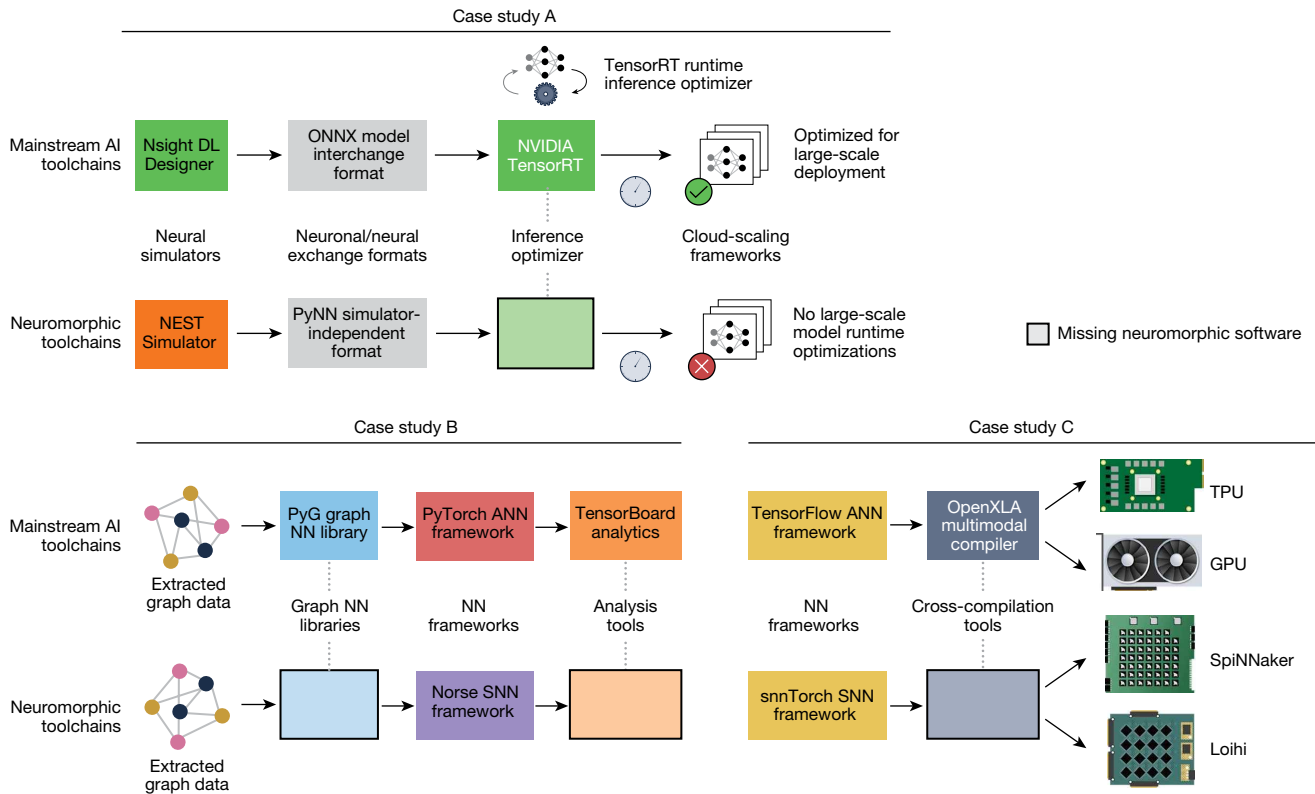 Case study A
TensorRT runtime
inference optimizer
Mainstream AI
toolchains
Nsight DL
Designer
ONNX model
interchange
format
NVIDIA
TensorRT
Optimized for
large-scale
deployment
Neural
simulators
Neuronal/neural
exchange formats
Inference
optimizer
Cloud-scaling
frameworks
Neuromorphic
toolchains
NEST
Simulator
PyNN simulator-
independent
format
No large-scale
model runtime
optimizations
Missing neuromorphic software
Case study B
Mainstream AI
toolchains
Extracted
graph data
PyG graph
NN library
PyTorch ANN
framework
TensorBoard
analytics
Graph NN
libraries
NN
frameworks
Analysis
tools
Neuromorphic
toolchains
Extracted
graph data
Norse SNN
framework
Case study C
TensorFlow ANN
framework
OpenXLA
multimodal
compiler
TPU
GPU
NN
frameworks
Cross-compilation
tools
snnTorch SNN
framework
SpiNNaker
Loihi